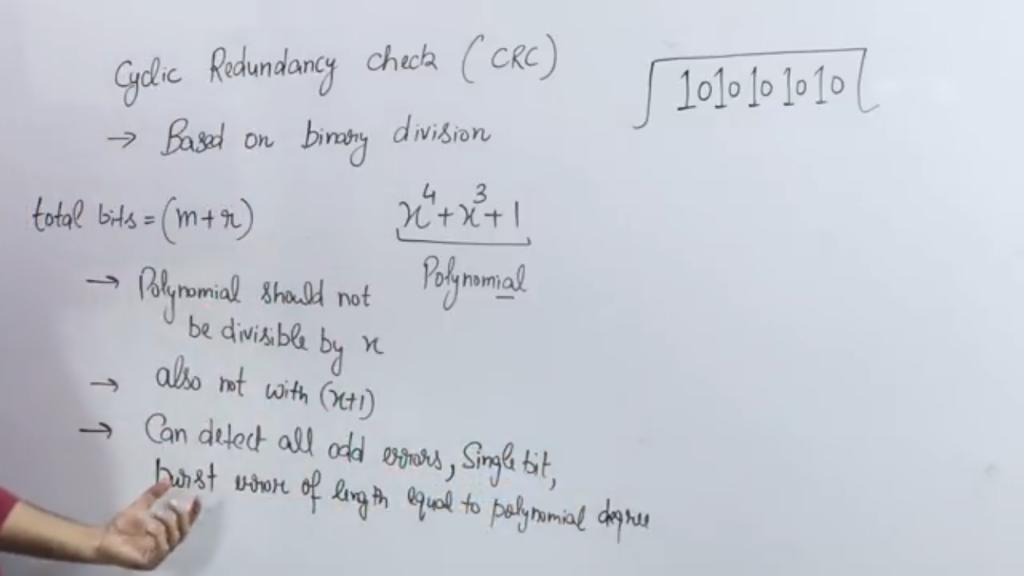 Cyclic Redundancy check (CRC)
1010101010
→ Based on binary division
total bits = (m+r)
x⁴+x³+1
Polynomial
→ Polynomial should not
be divisible by x
→ also not with (x+1)
→ Can detect all odd errors, Single bit,
burst error of length equal to polynomial degree